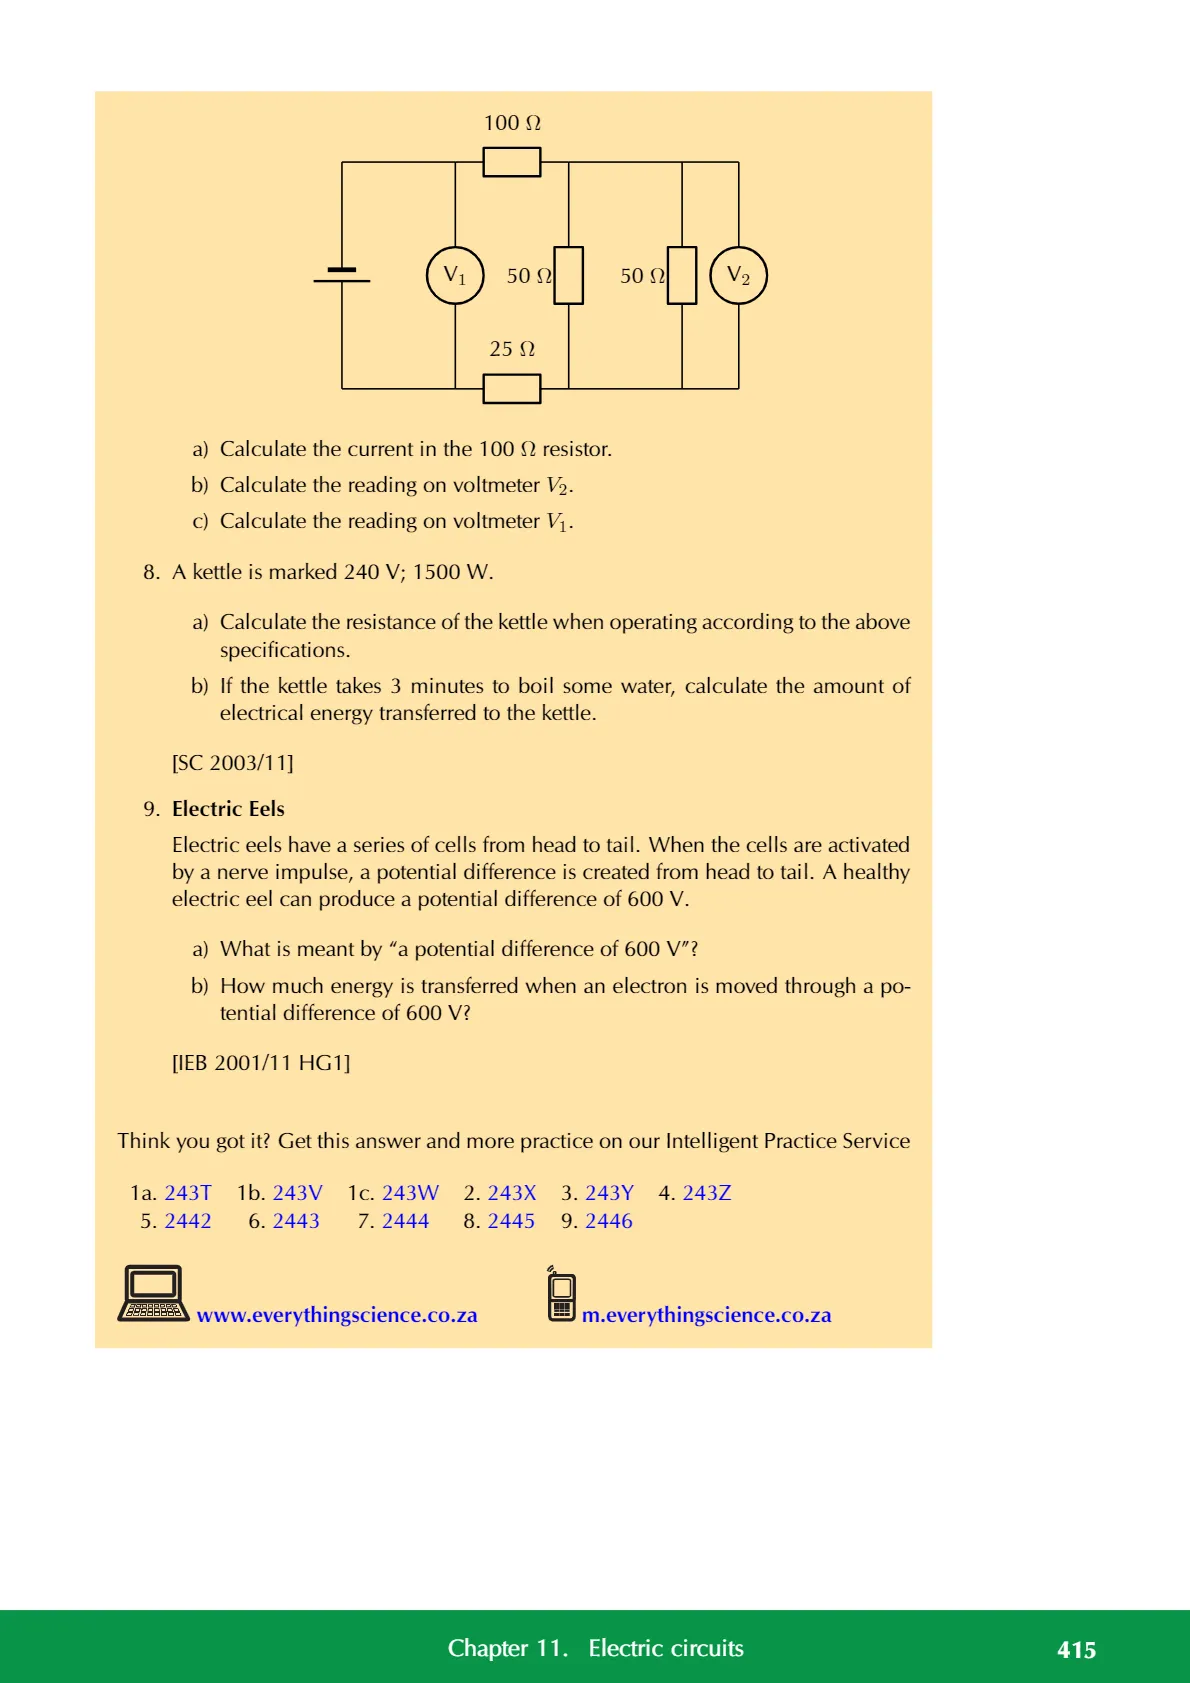 100 Ω
V1
50 Ω
50 Ω
V2
25 Ω
a) Calculate the current in the 100 Ω resistor.
b) Calculate the reading on voltmeter V2.
c) Calculate the reading on voltmeter V1.
8. A kettle is marked 240 V; 1500 W.
a) Calculate the resistance of the kettle when operating according to the above
specifications.
b) If the kettle takes 3 minutes to boil some water, calculate the amount of
electrical energy transferred to the kettle.
[SC 2003/11]
9. Electric Eels
Electric eels have a series of cells from head to tail. When the cells are activated
by a nerve impulse, a potential difference is created from head to tail. A healthy
electric eel can produce a potential difference of 600 V.
a) What is meant by “a potential difference of 600 V”?
b) How much energy is transferred when an electron is moved through a po-
tential difference of 600 V?
[IEB 2001/11 HG1]
Think you got it? Get this answer and more practice on our Intelligent Practice Service
1a. 243T 1b. 243V 1c. 243W 2. 243X 3. 243Y 4. 243Z
5. 2442 6. 2443 7. 2444 8. 2445 9. 2446
www.everythingscience.co.za m.everythingscience.co.za
Chapter 11. Electric circuits 415